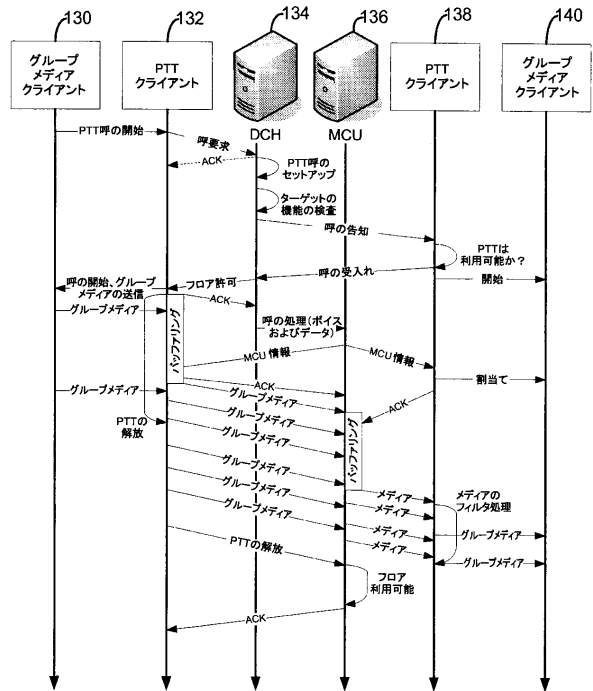 130
132
134
136
138
140
グループ
メディア
クライアント
PTT
クライアント
DCH
MCU
PTT
クライアント
グループ
メディア
クライアント
PTT呼の開始
呼要求
ACK
PTT呼の
セットアップ
ターゲットの
機能の検査
呼の告知
PTTは
利用可能か?
呼の受入れ
開始
呼の開始、グループ
メディアの送信
フロア許可
ACK
グループメディア
バッファリング
呼の処理(ボイス
およびデータ)
MCU 情報
MCU 情報
ACK
割当て
グループメディア
グループメディア
ACK
PTTの
解放
グループメディア
バッファリング
グループメディア
グループメディア
グループメディア
グループメディア
メディア
メディア
メディア
メディア
メディアの
フィルタ処理
グループメディア
グループメディア
PTTの解放
フロア
利用可能
ACK